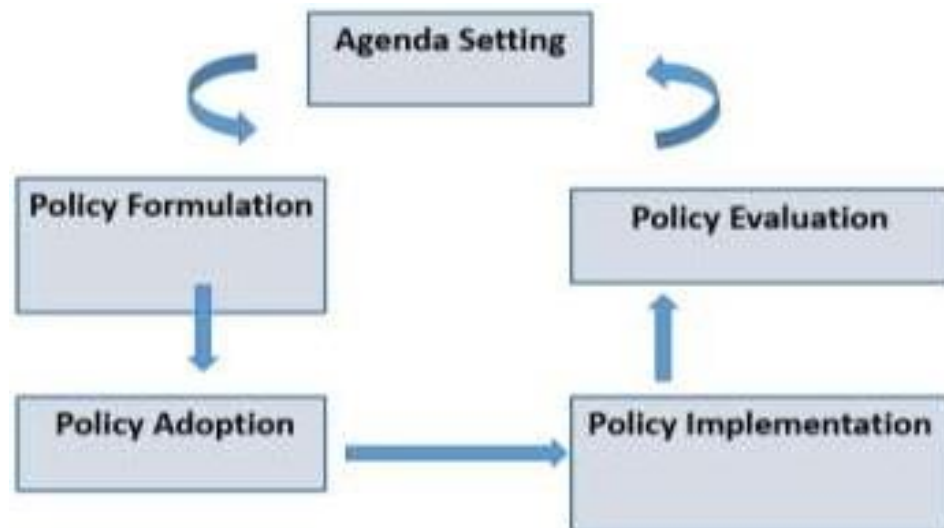 Agenda Setting
Policy Formulation
Policy Evaluation
Policy Adoption
Policy Implementation